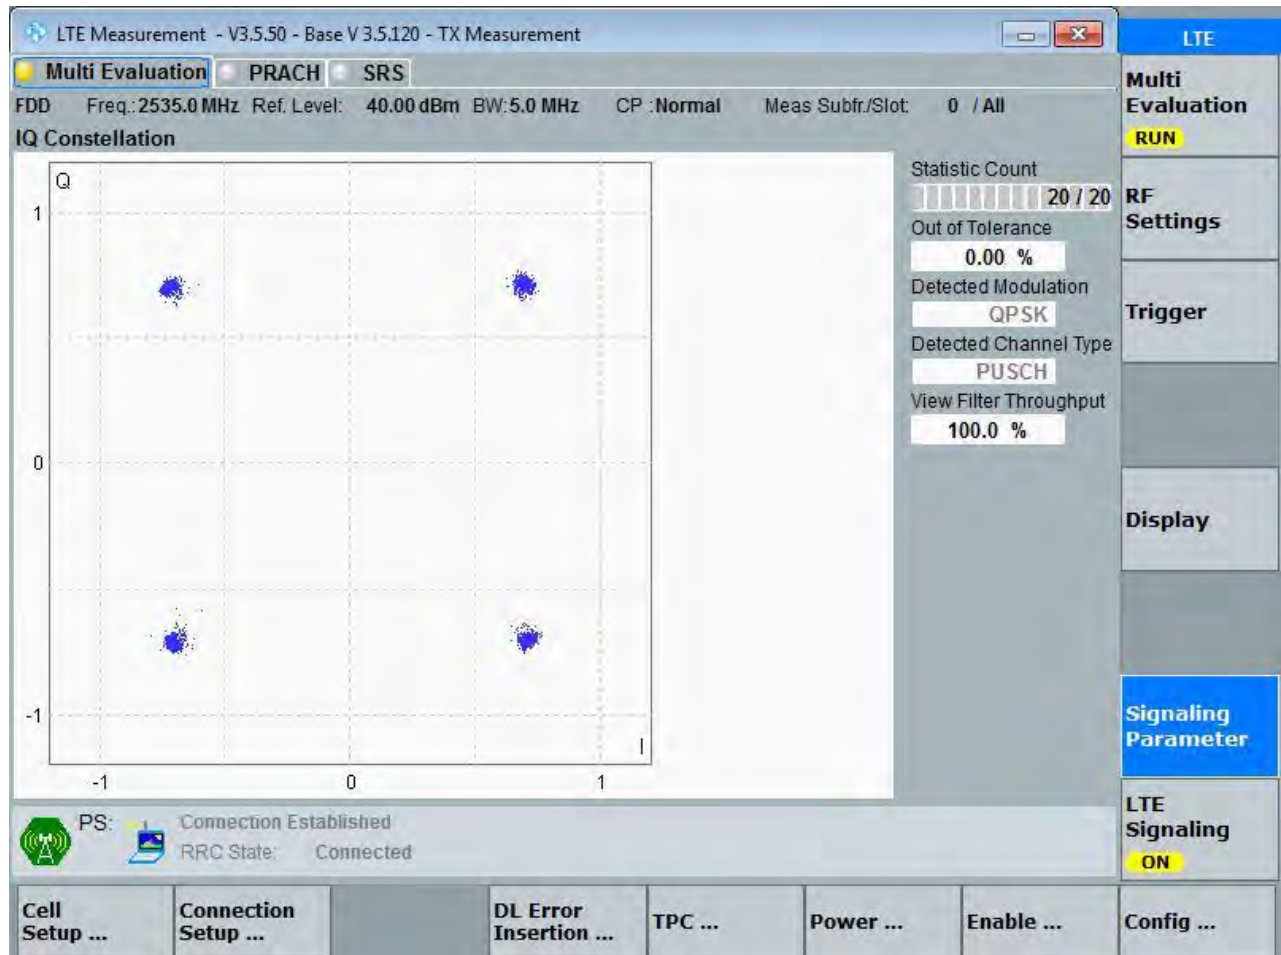 LTE Measurement - V3.5.50 - Base V 3.5.120 - TX Measurement
LTE
Multi Evaluation PRACH SRS
FDD Freq.: 2535.0 MHz Ref. Level: 40.00 dBm BW: 5.0 MHz CP : Normal Meas Subfr./Slot: 0 / All
IQ Constellation
Q
1
0
-1
I
-1 0 1
Statistic Count
20 / 20
Out of Tolerance
0.00 %
Detected Modulation
QPSK
Detected Channel Type
PUSCH
View Filter Throughput
100.0 %
Multi
Evaluation
RUN
RF
Settings
Trigger
Display
Signaling
Parameter
LTE
Signaling
ON
PS: Connection Established
RRC State: Connected
Cell
Setup ...
Connection
Setup ...
DL Error
Insertion ...
TPC ...
Power ...
Enable ...
Config ...